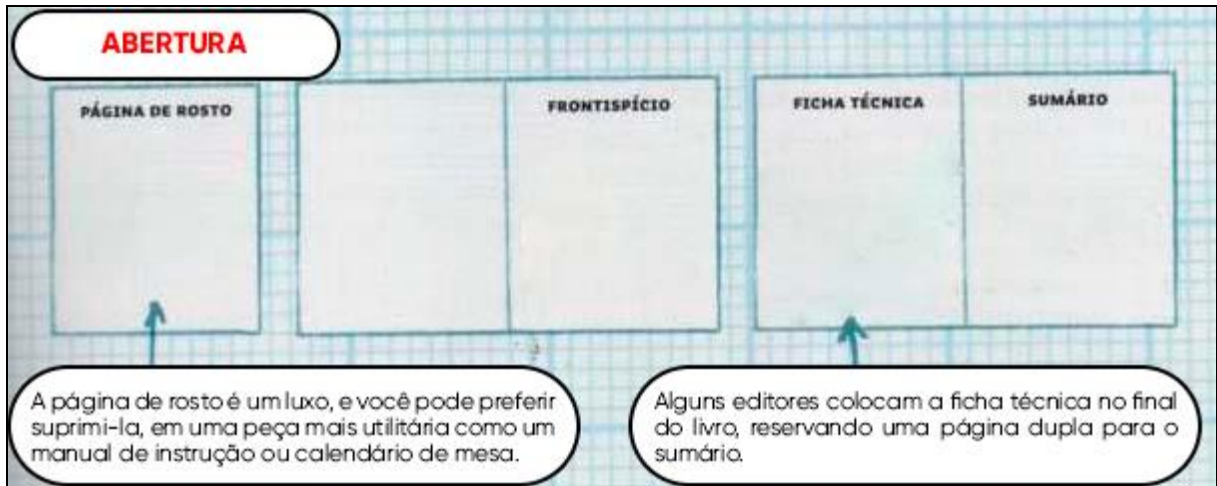 ABERTURA
PÁGINA DE ROSTO
FRONTISPÍCIO
FICHA TÉCNICA
SUMÁRIO
A página de rosto é um luxo, e você pode preferir
suprimi-la, em uma peça mais utilitária como um
manual de instrução ou calendário de mesa.
Alguns editores colocam a ficha técnica no final
do livro, reservando uma página dupla para o
sumário.